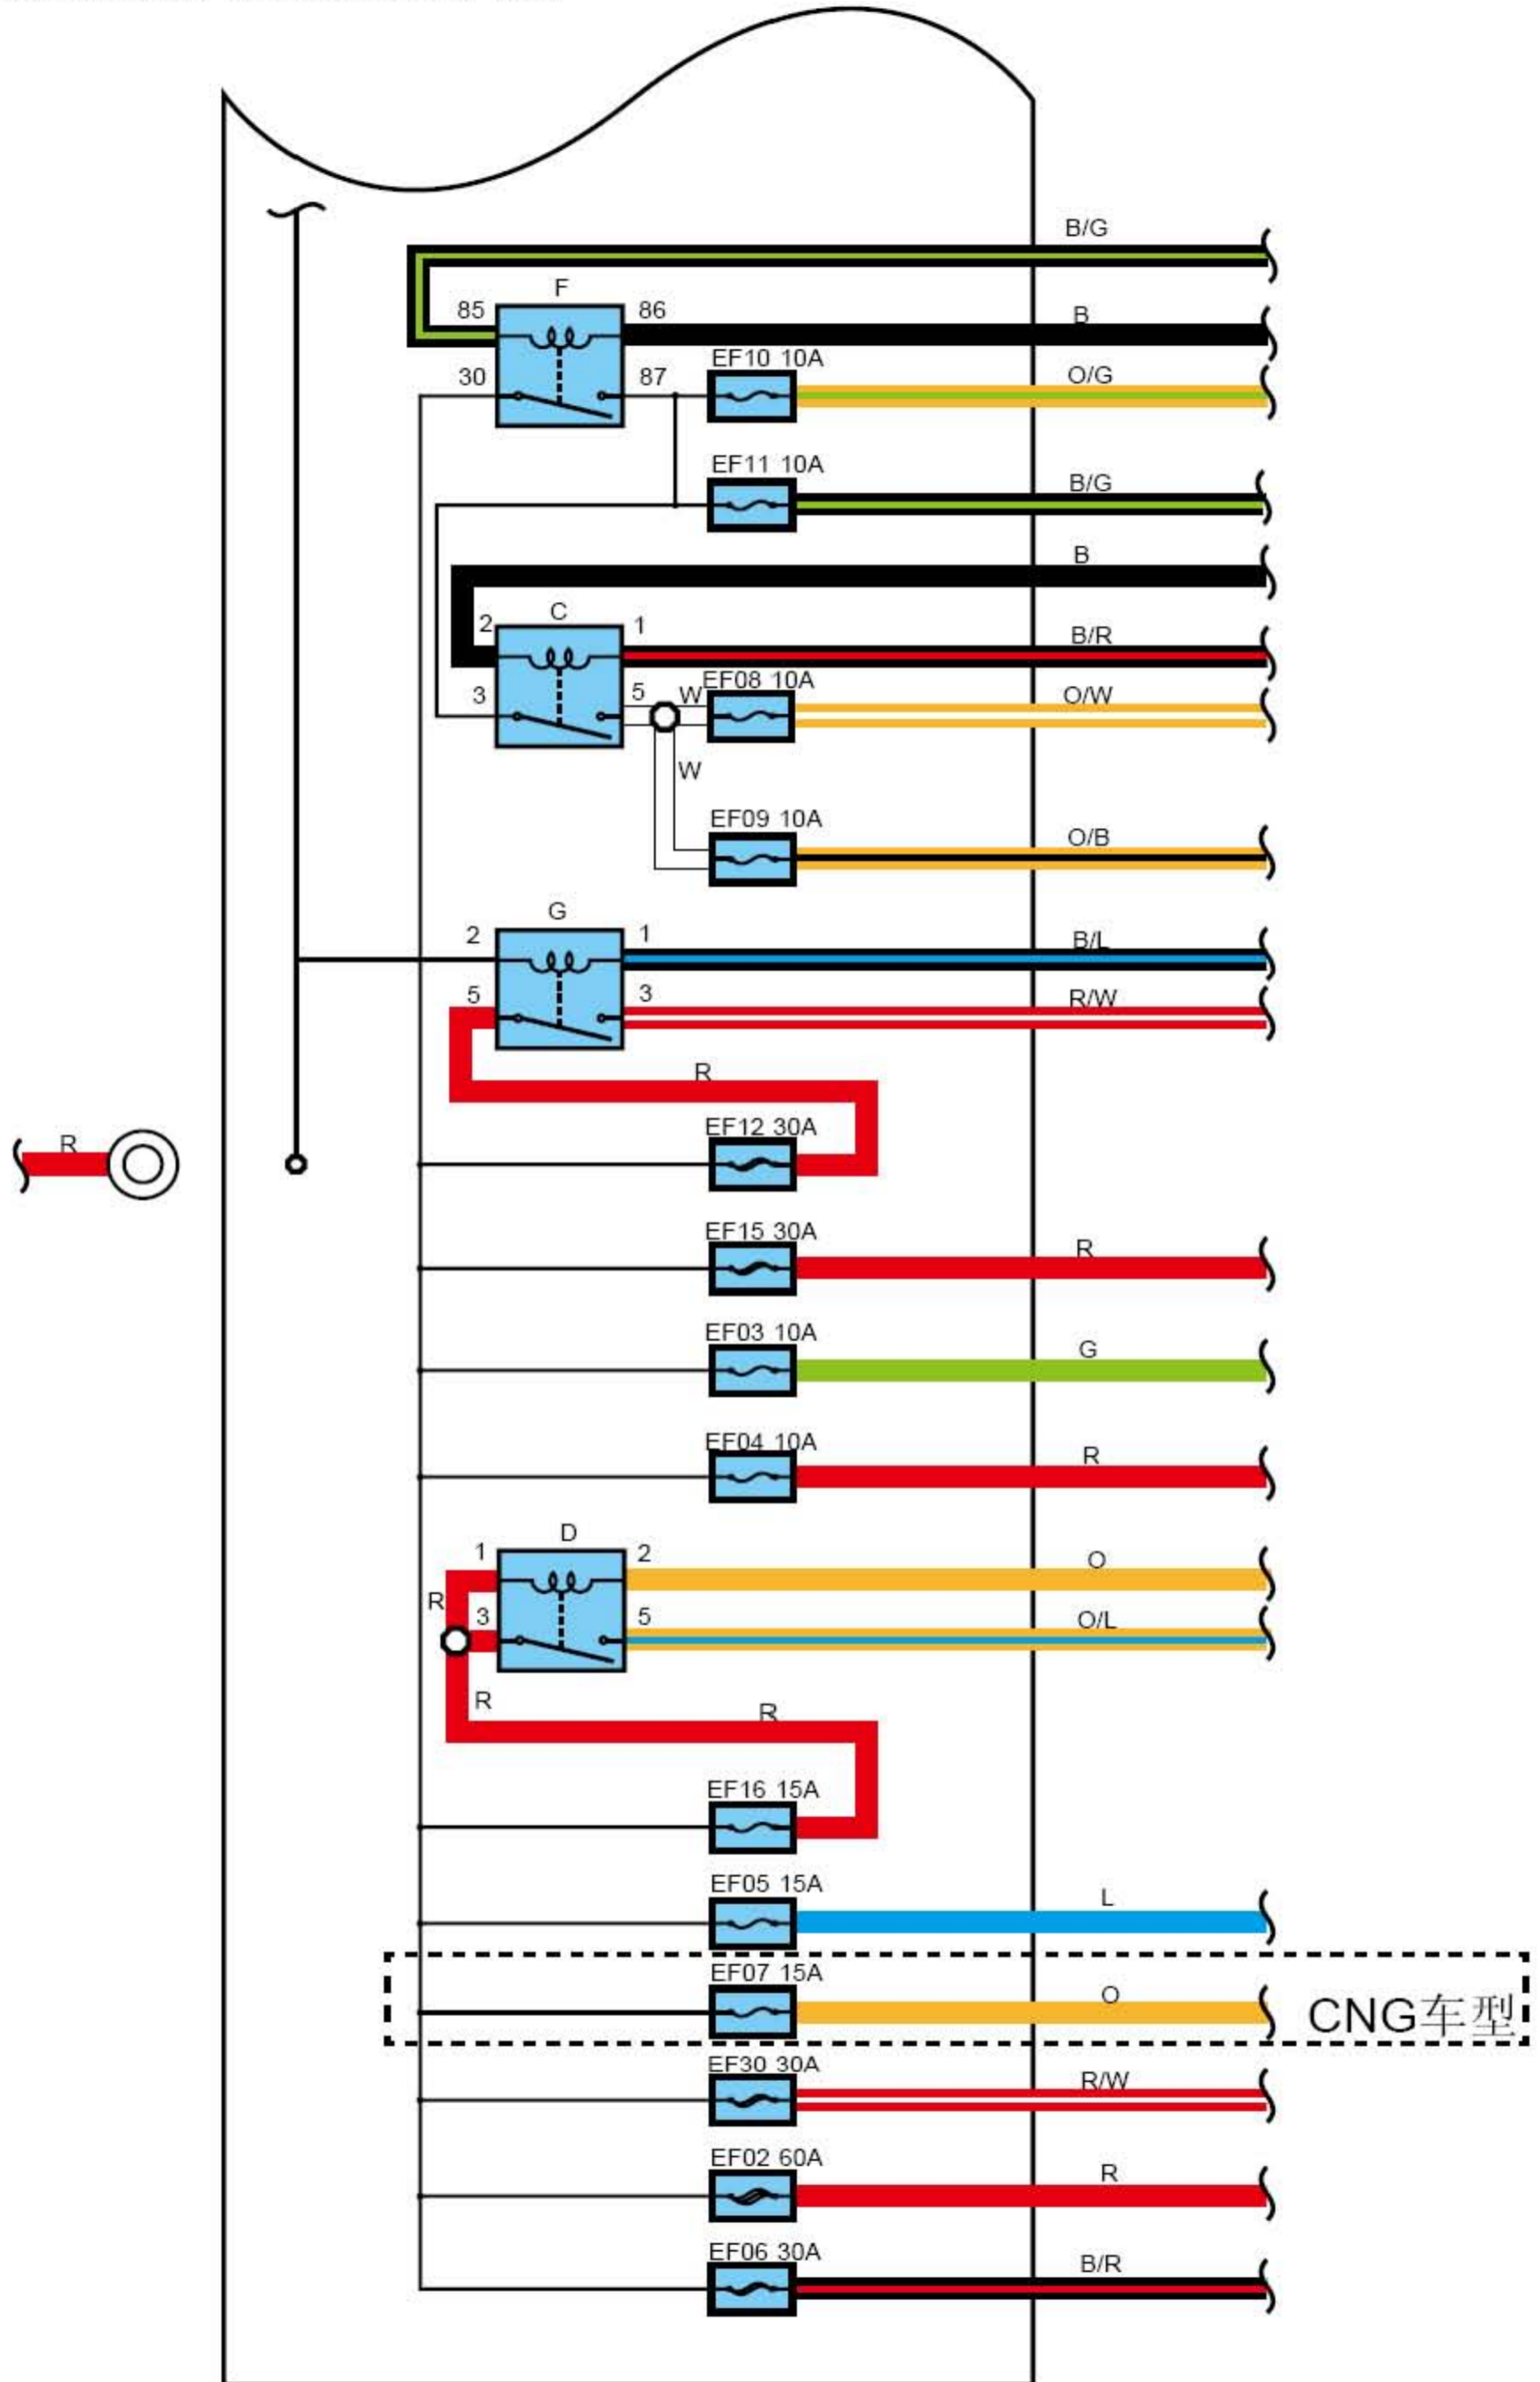 B/G
F
85
86
B
EF10 10A
O/G
30
87
EF11 10A
B/G
B
C
2
1
B/R
EF08 10A
3
5
W
O/W
W
EF09 10A
O/B
G
2
1
B/L
5
3
R/W
R
EF12 30A
R
EF15 30A
R
EF03 10A
G
EF04 10A
R
D
1
2
O
R
3
5
O/L
R
R
EF16 15A
EF05 15A
L
EF07 15A
O
CNG车型
EF30 30A
R/W
EF02 60A
R
EF06 30A
B/R